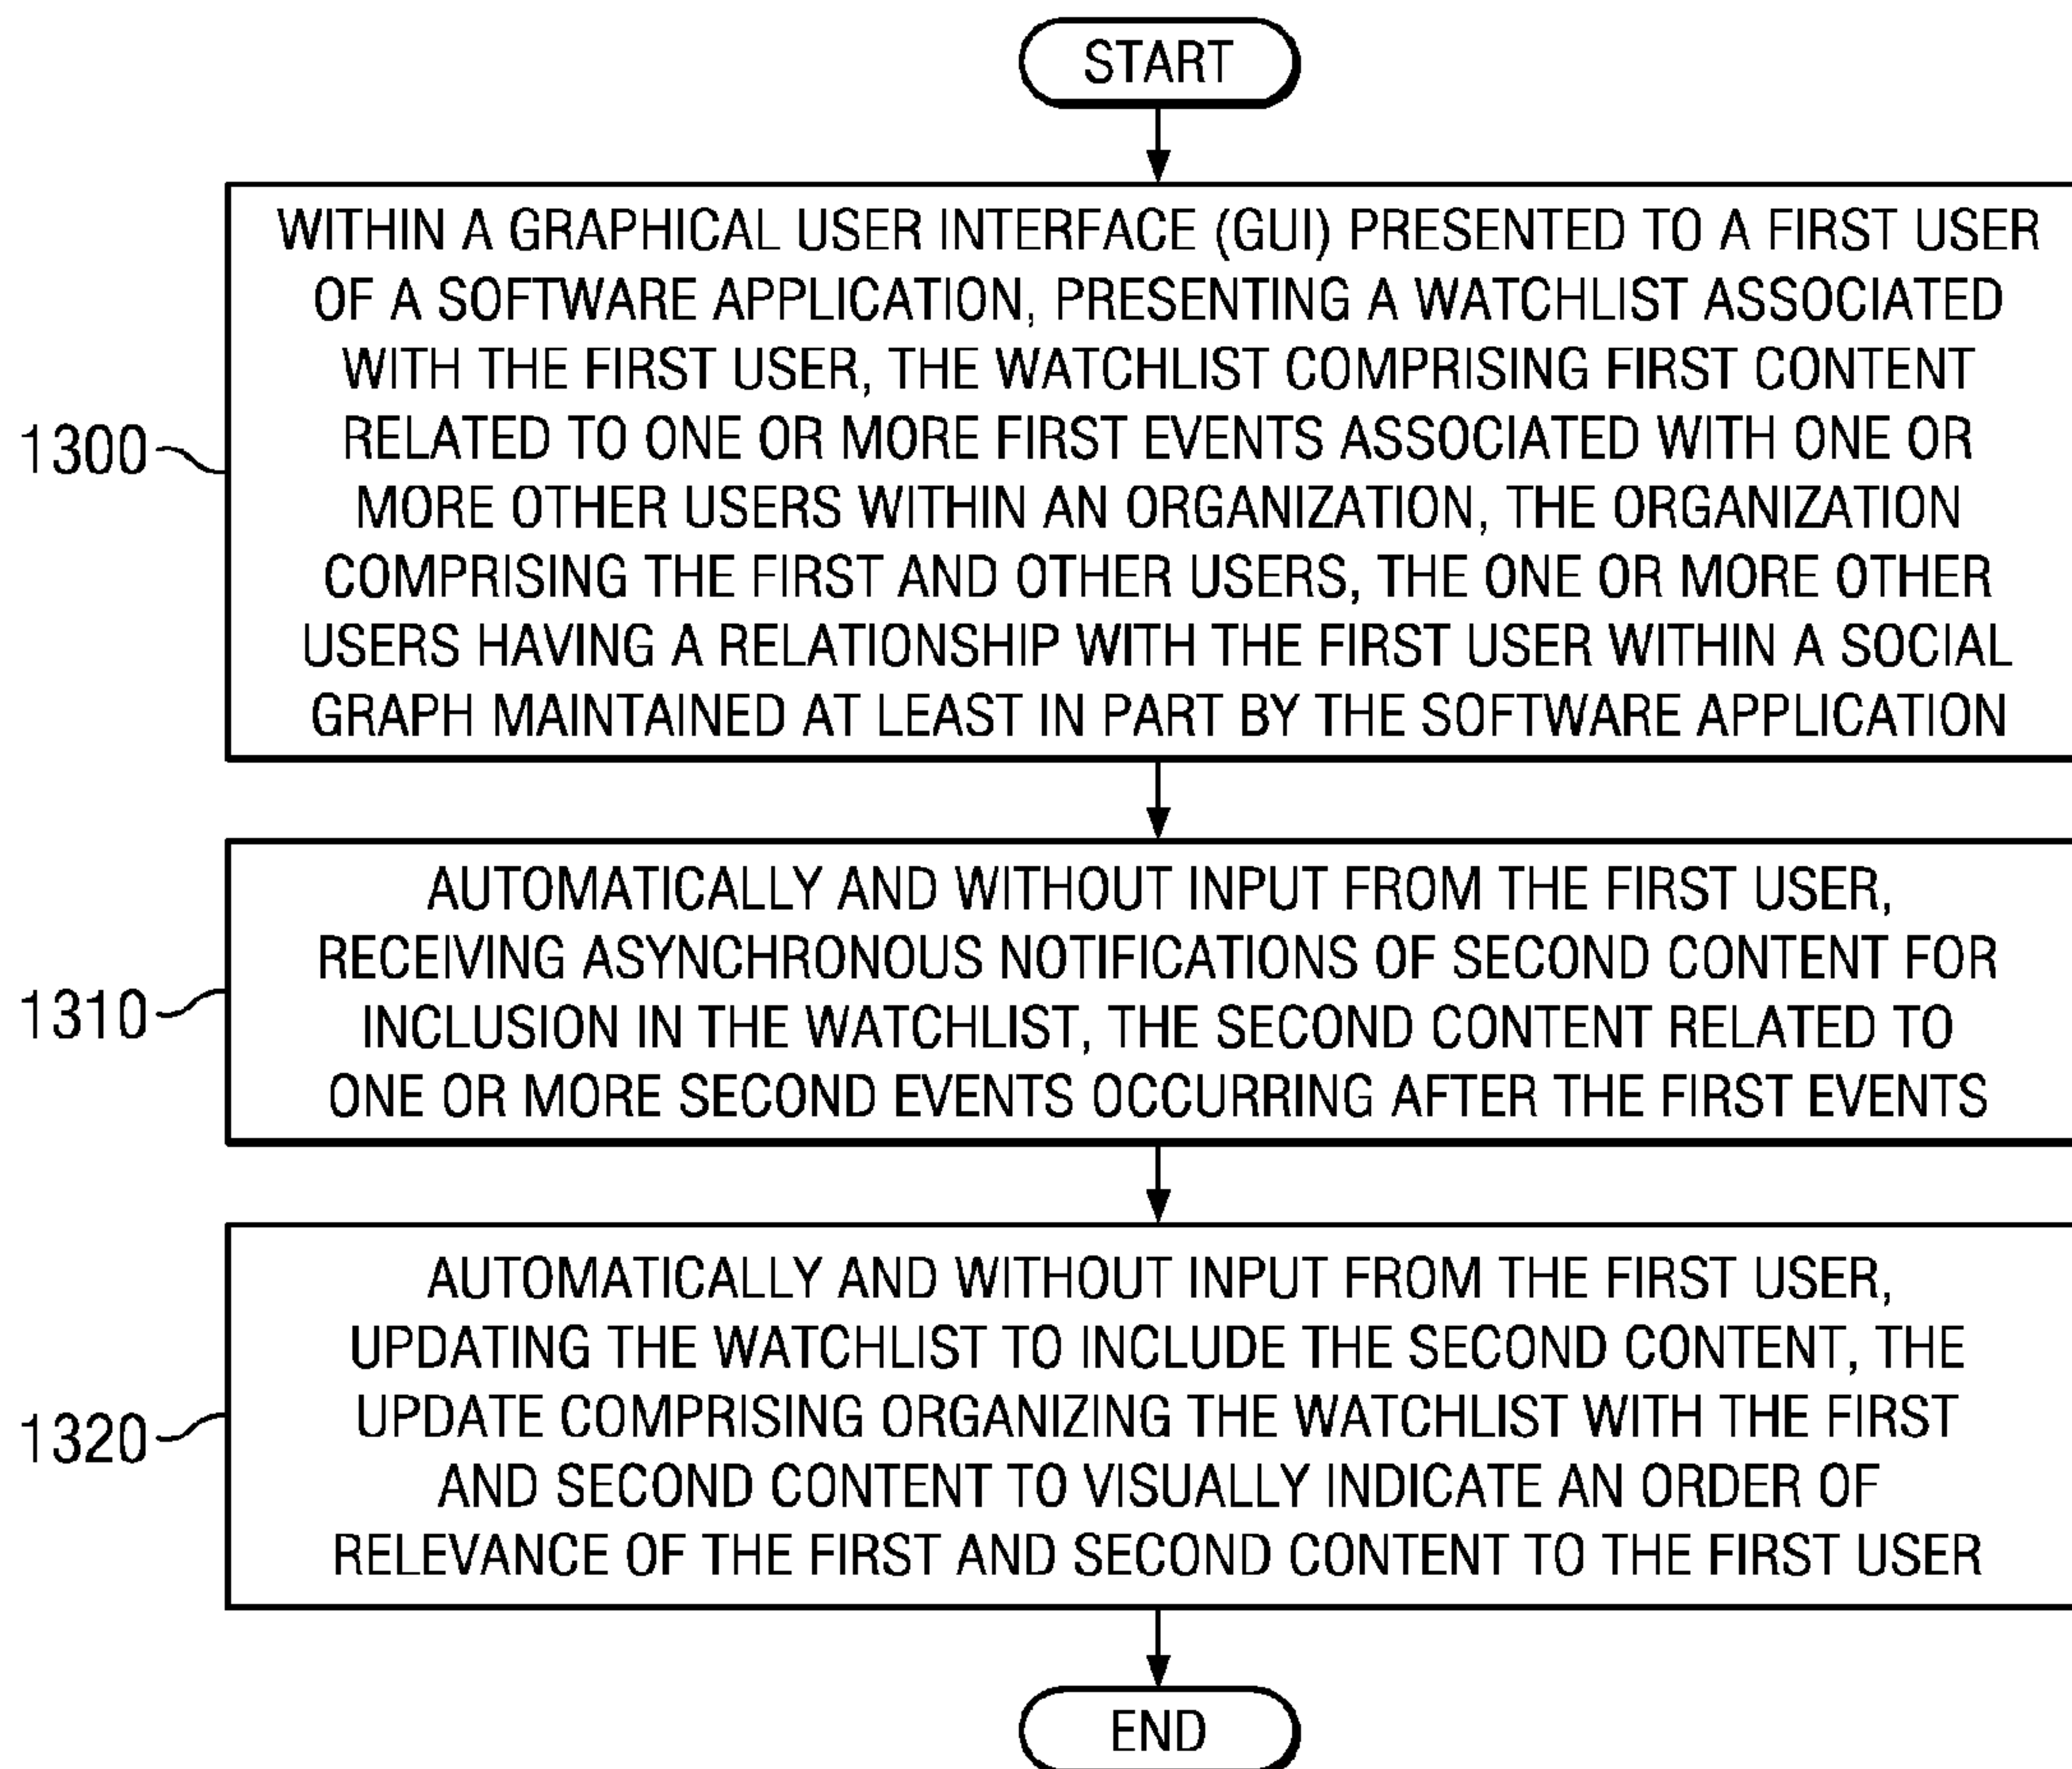 START
WITHIN A GRAPHICAL USER INTERFACE (GUI) PRESENTED TO A FIRST USER
OF A SOFTWARE APPLICATION, PRESENTING A WATCHLIST ASSOCIATED
WITH THE FIRST USER, THE WATCHLIST COMPRISING FIRST CONTENT
RELATED TO ONE OR MORE FIRST EVENTS ASSOCIATED WITH ONE OR
MORE OTHER USERS WITHIN AN ORGANIZATION, THE ORGANIZATION
COMPRISING THE FIRST AND OTHER USERS, THE ONE OR MORE OTHER
USERS HAVING A RELATIONSHIP WITH THE FIRST USER WITHIN A SOCIAL
GRAPH MAINTAINED AT LEAST IN PART BY THE SOFTWARE APPLICATION
1300
AUTOMATICALLY AND WITHOUT INPUT FROM THE FIRST USER,
RECEIVING ASYNCHRONOUS NOTIFICATIONS OF SECOND CONTENT FOR
INCLUSION IN THE WATCHLIST, THE SECOND CONTENT RELATED TO
ONE OR MORE SECOND EVENTS OCCURRING AFTER THE FIRST EVENTS
1310
AUTOMATICALLY AND WITHOUT INPUT FROM THE FIRST USER,
UPDATING THE WATCHLIST TO INCLUDE THE SECOND CONTENT, THE
UPDATE COMPRISING ORGANIZING THE WATCHLIST WITH THE FIRST
AND SECOND CONTENT TO VISUALLY INDICATE AN ORDER OF
RELEVANCE OF THE FIRST AND SECOND CONTENT TO THE FIRST USER
1320
END